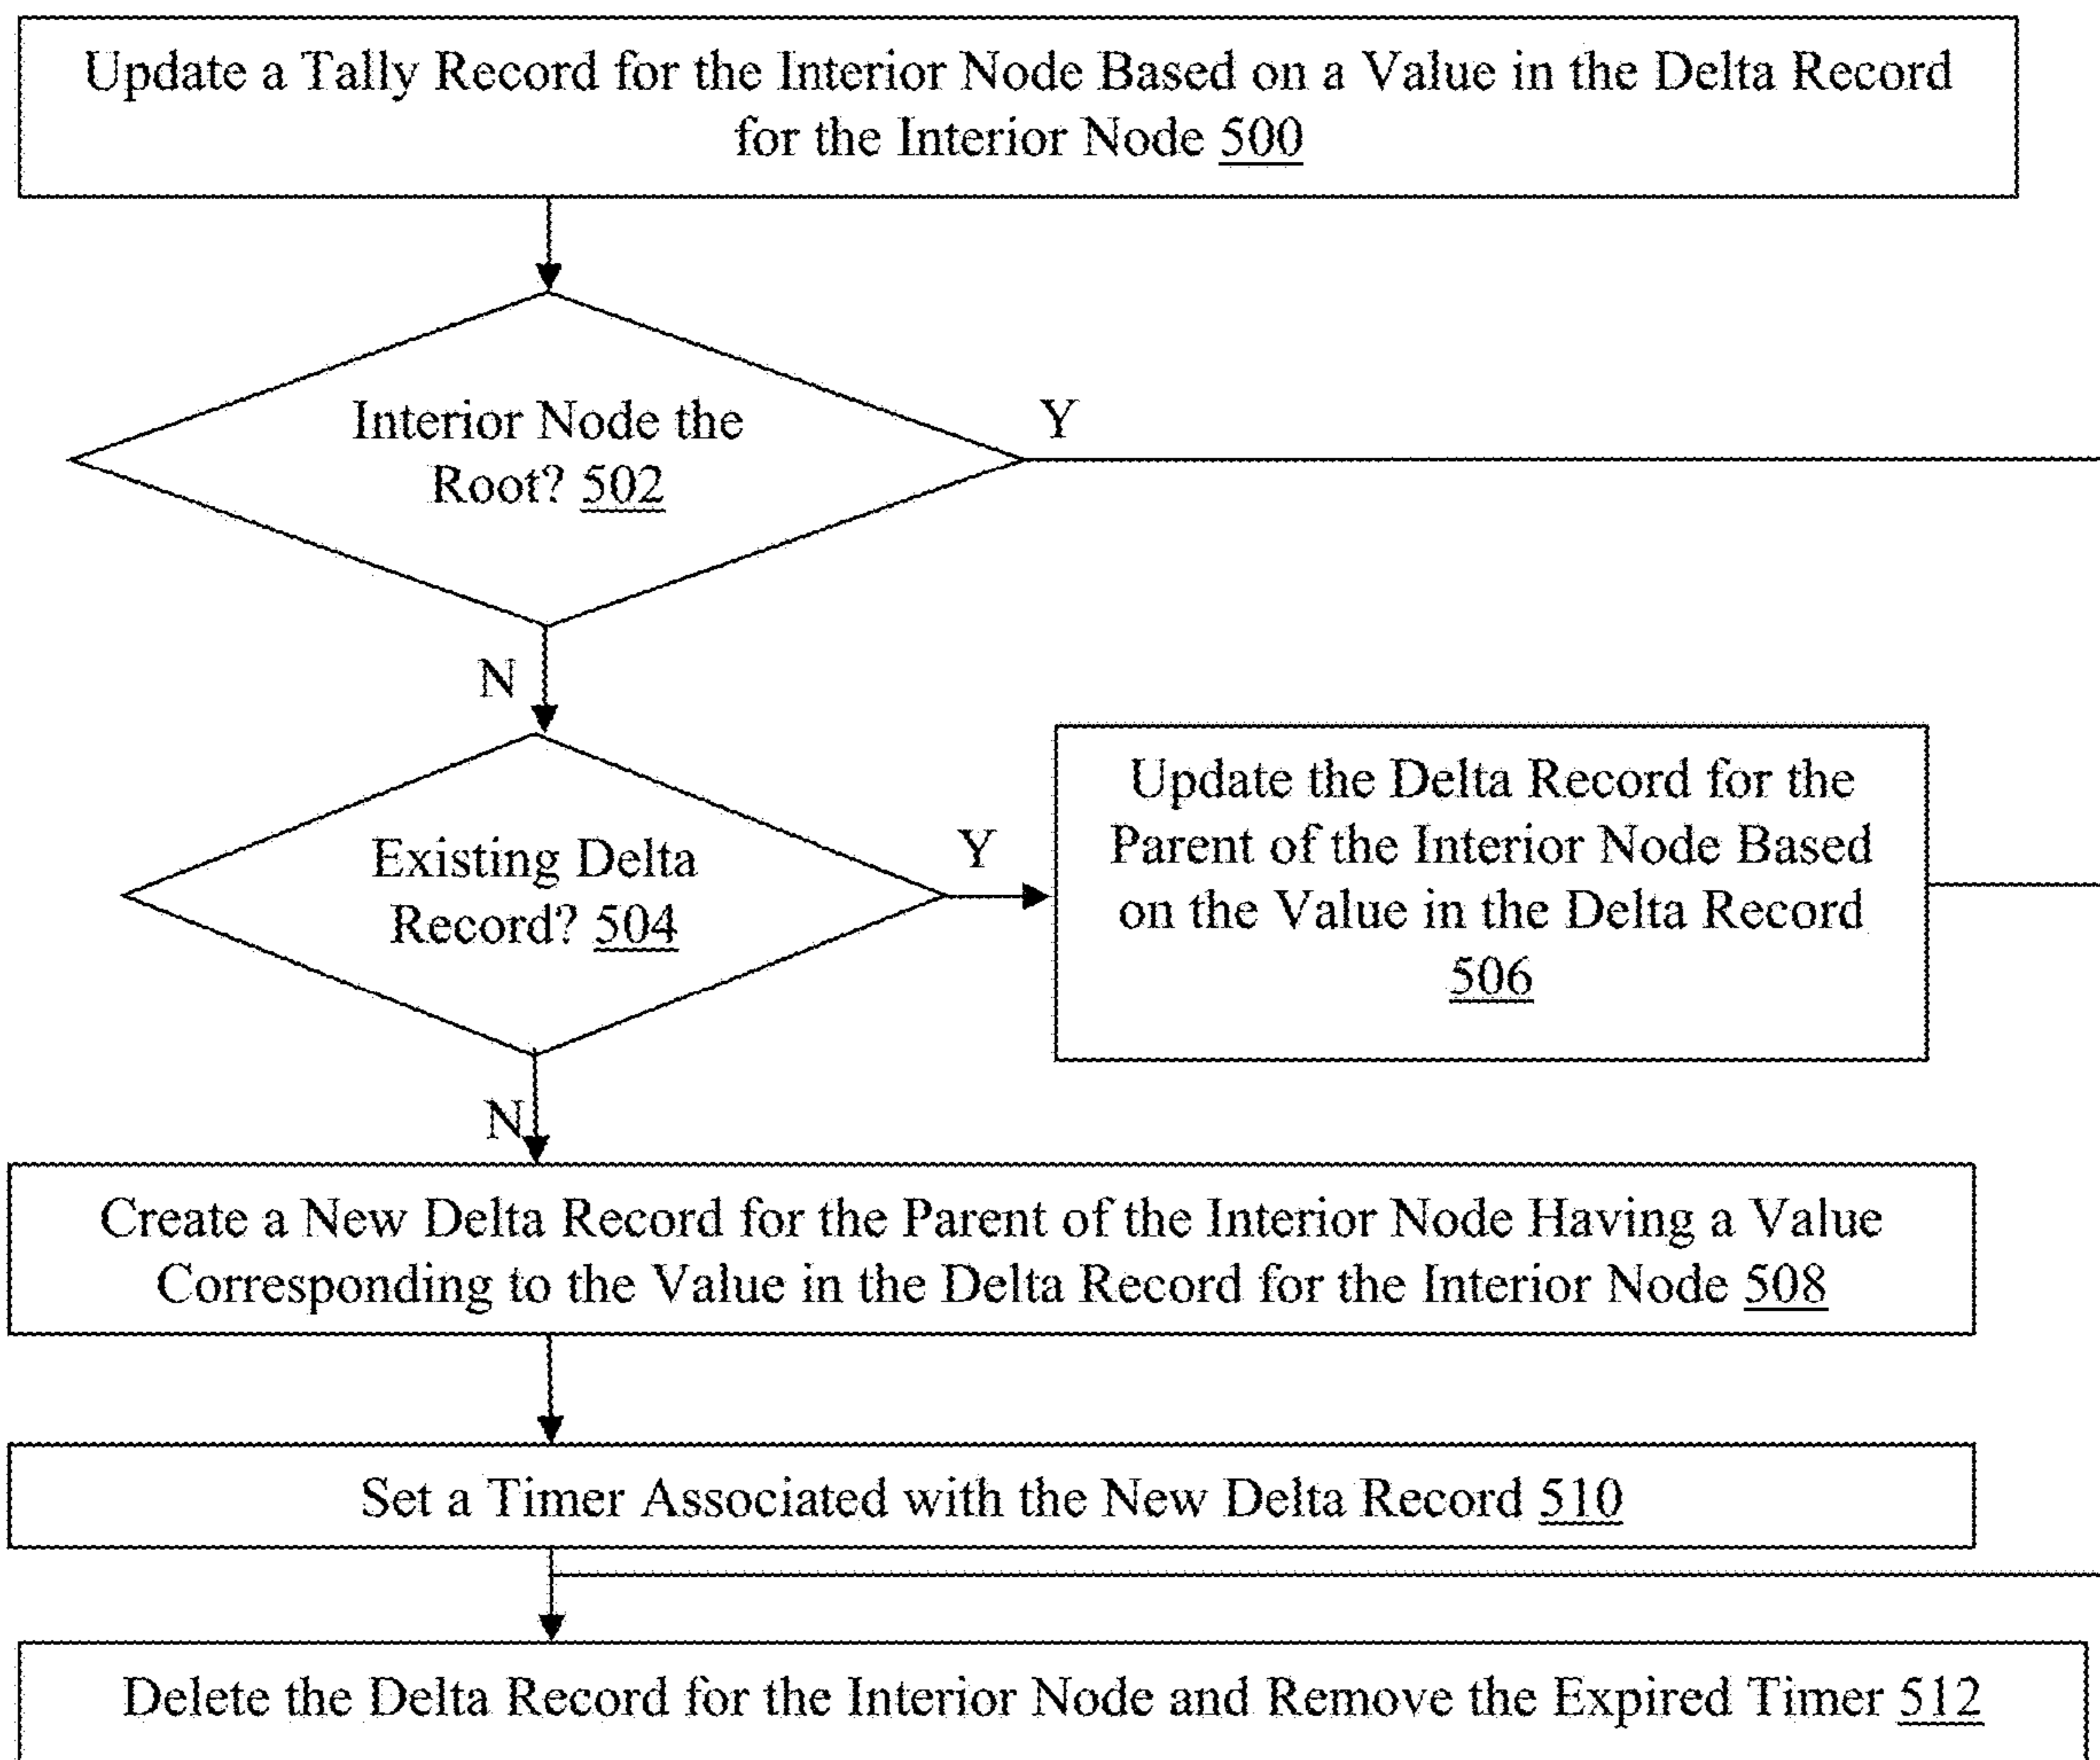 Update a Tally Record for the Interior Node Based on a Value in the Delta Record
for the Interior Node 500
Interior Node the
Root? 502
Y
N
Existing Delta
Record? 504
Y
Update the Delta Record for the
Parent of the Interior Node Based
on the Value in the Delta Record
506
N
Create a New Delta Record for the Parent of the Interior Node Having a Value
Corresponding to the Value in the Delta Record for the Interior Node 508
Set a Timer Associated with the New Delta Record 510
Delete the Delta Record for the Interior Node and Remove the Expired Timer 512